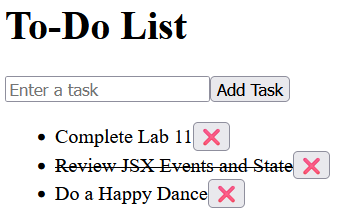 To-Do List
Enter a task Add Task
Complete Lab 11 ❌
Review JSX Events and State ❌
Do a Happy Dance ❌